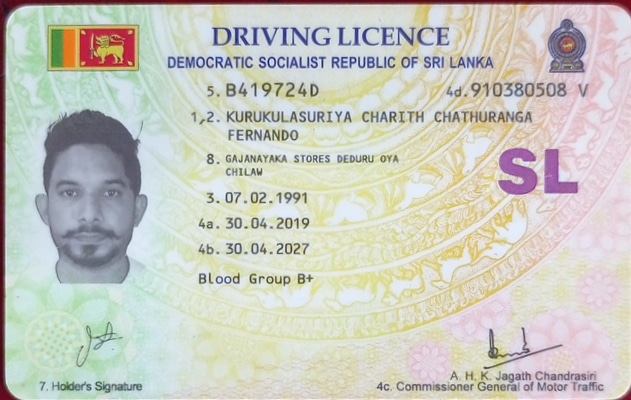 DRIVING LICENCE
DEMOCRATIC SOCIALIST REPUBLIC OF SRI LANKA
5. B419724D 4d. 910380508 V
1,2. KURUKULASURIYA CHARITH CHATHURANGA
FERNANDO
8. GAJANAYAKA STORES DEDURU OYA
CHILAW
SL
3. 07.02.1991
4a. 30.04.2019
4b. 30.04.2027
Blood Group B+
A. H. K. Jagath Chandrasiri
7. Holder's Signature 4c. Commissioner General of Motor Traffic